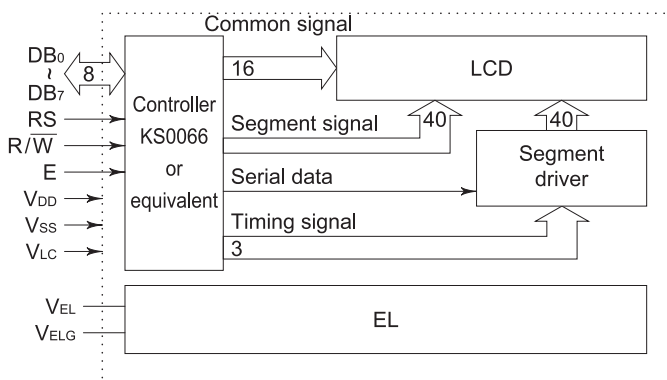 Common signal
DB0
~
DB7
8
16
LCD
Controller
KS0066
or
equivalent
RS
R/W̅
E
VDD
VSS
VLC
Segment signal
40
40
Serial data
Segment
driver
Timing signal
3
VEL
VELG
EL